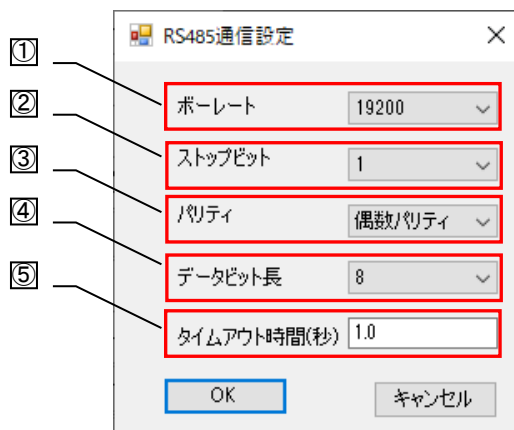 RS485通信設定
① ボーレート 19200
② ストップビット 1
③ パリティ 偶数パリティ
④ データビット長 8
⑤ タイムアウト時間(秒) 1.0
OK キャンセル